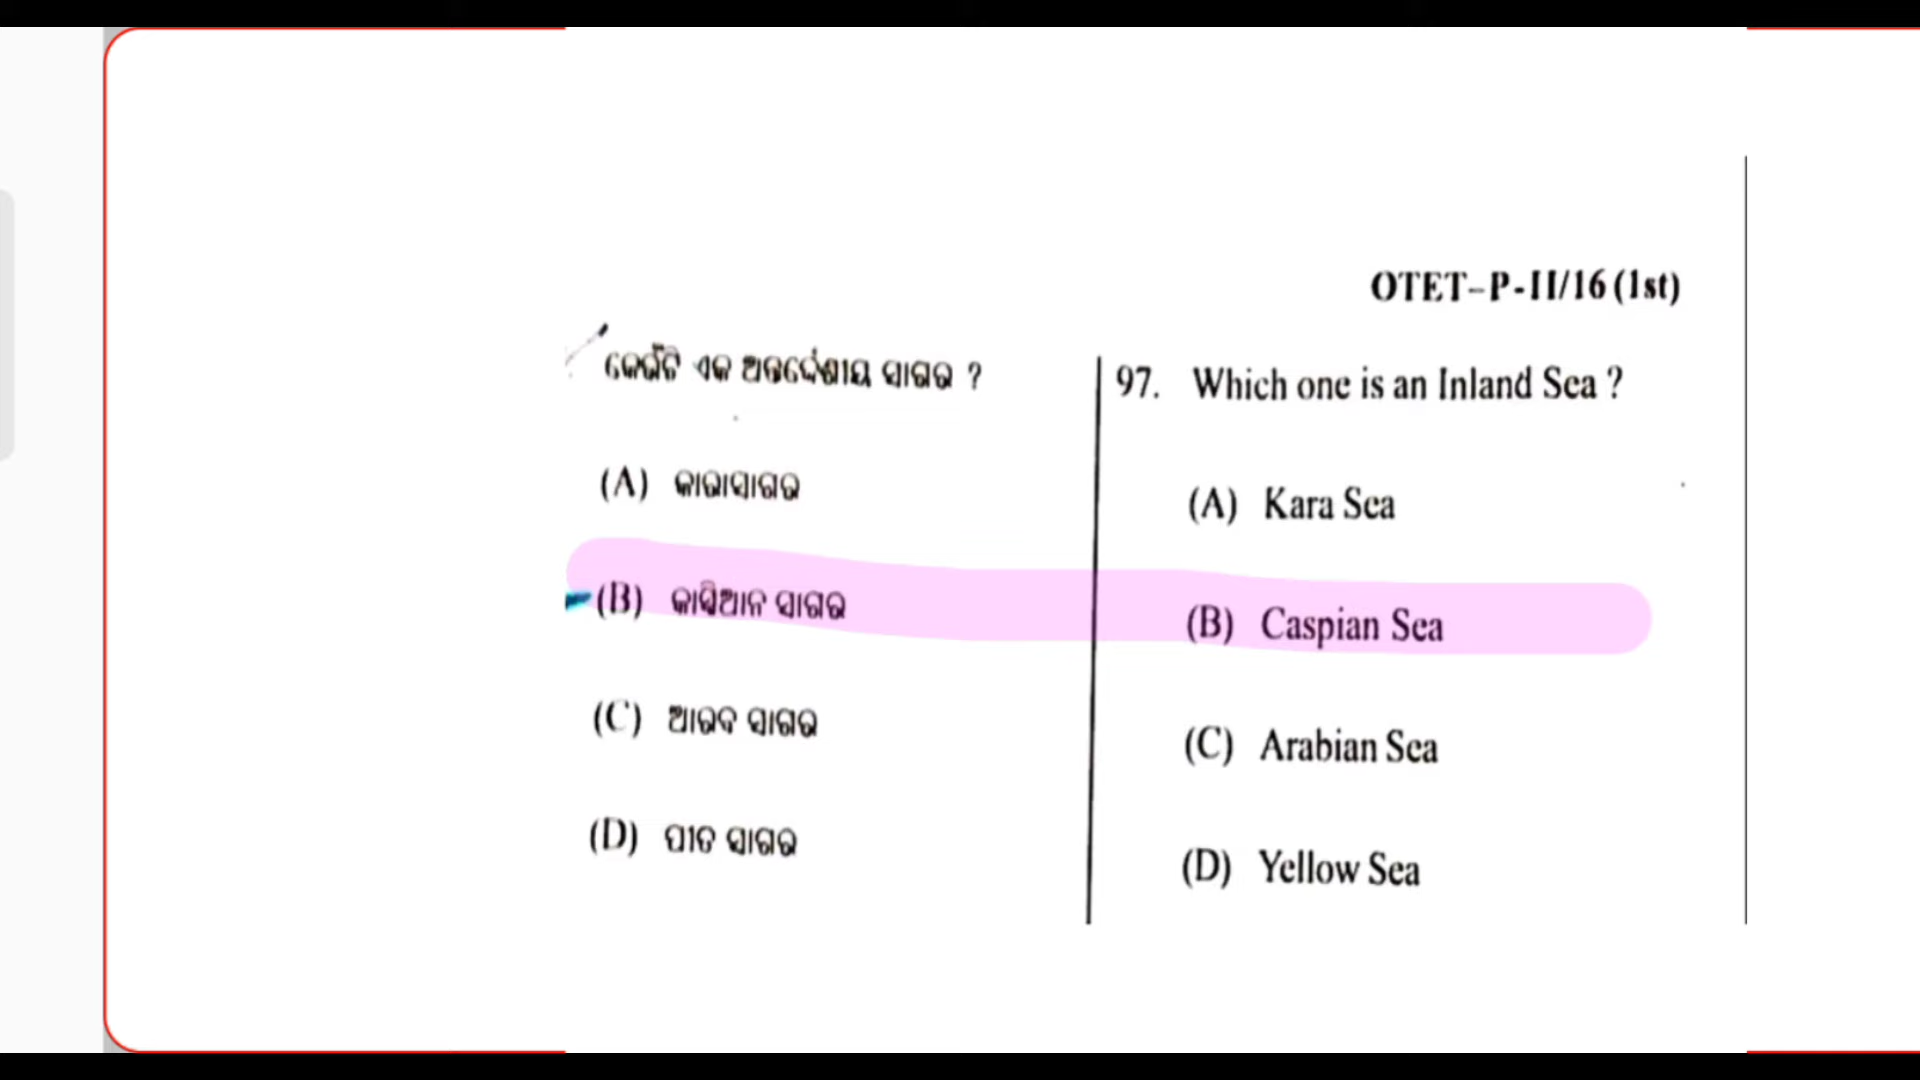 OTET–P-II/16 (1st)
କେଉଁଟି ଏକ ଅନ୍ତର୍ଦ୍ଦେଶୀୟ ସାଗର ?
(A) କାରାସାଗର
(B) କାସ୍ପିଆନ ସାଗର
(C) ଆରବ ସାଗର
(D) ପୀତ ସାଗର
97. Which one is an Inland Sea ?
(A) Kara Sea
(B) Caspian Sea
(C) Arabian Sea
(D) Yellow Sea